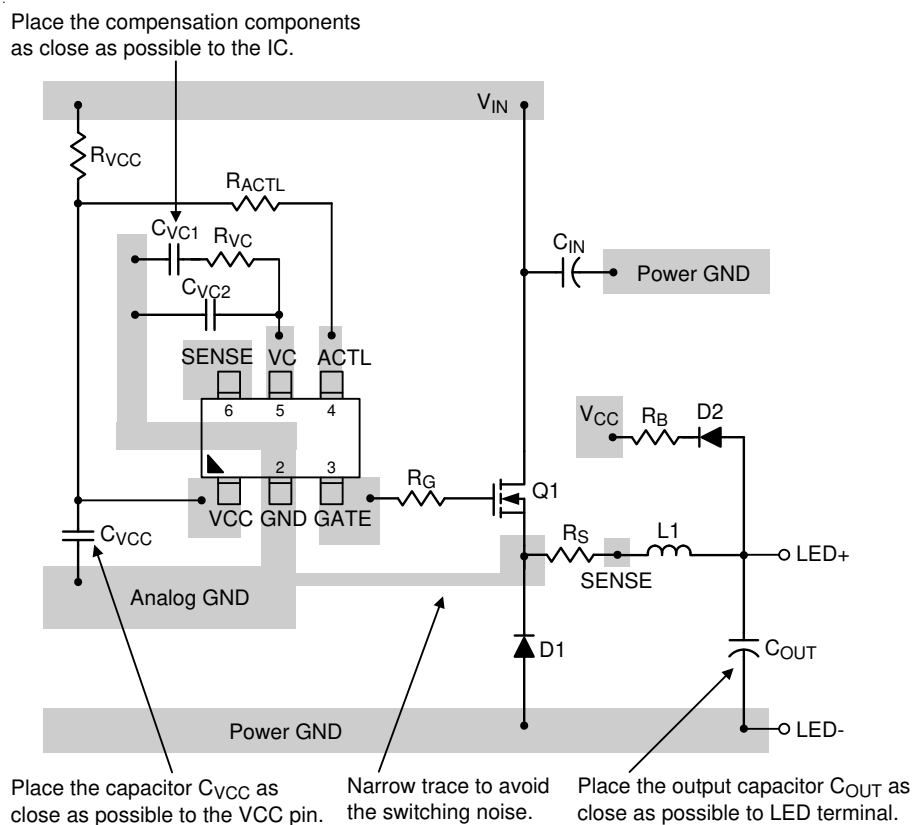 Place the compensation components
as close as possible to the IC.
VIN
RVCC
RACTL
CVC1
RVC
CIN
Power GND
CVC2
SENSE
VC
ACTL
6
5
4
VCC
RB
D2
2
3
RG
Q1
VCC
GND
GATE
CVCC
RS
L1
LED+
SENSE
Analog GND
D1
COUT
Power GND
LED-
Place the capacitor CVCC as
close as possible to the VCC pin.
Narrow trace to avoid
the switching noise.
Place the output capacitor COUT as
close as possible to LED terminal.